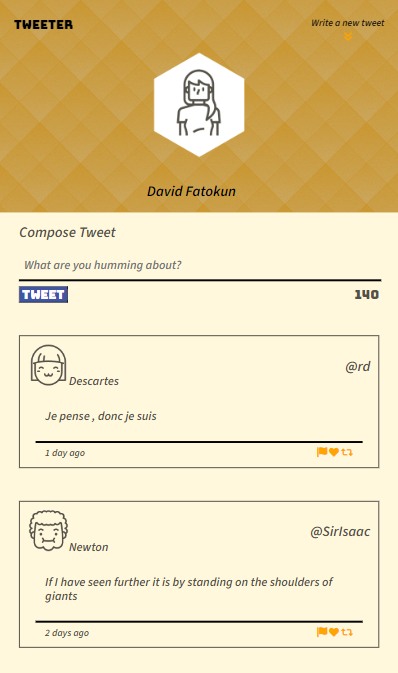 TWEETER
Write a new tweet
David Fatokun
Compose Tweet
What are you humming about?
TWEET
140
@rd
Descartes
Je pense , donc je suis
1 day ago
@SirIsaac
Newton
If I have seen further it is by standing on the shoulders of
giants
2 days ago